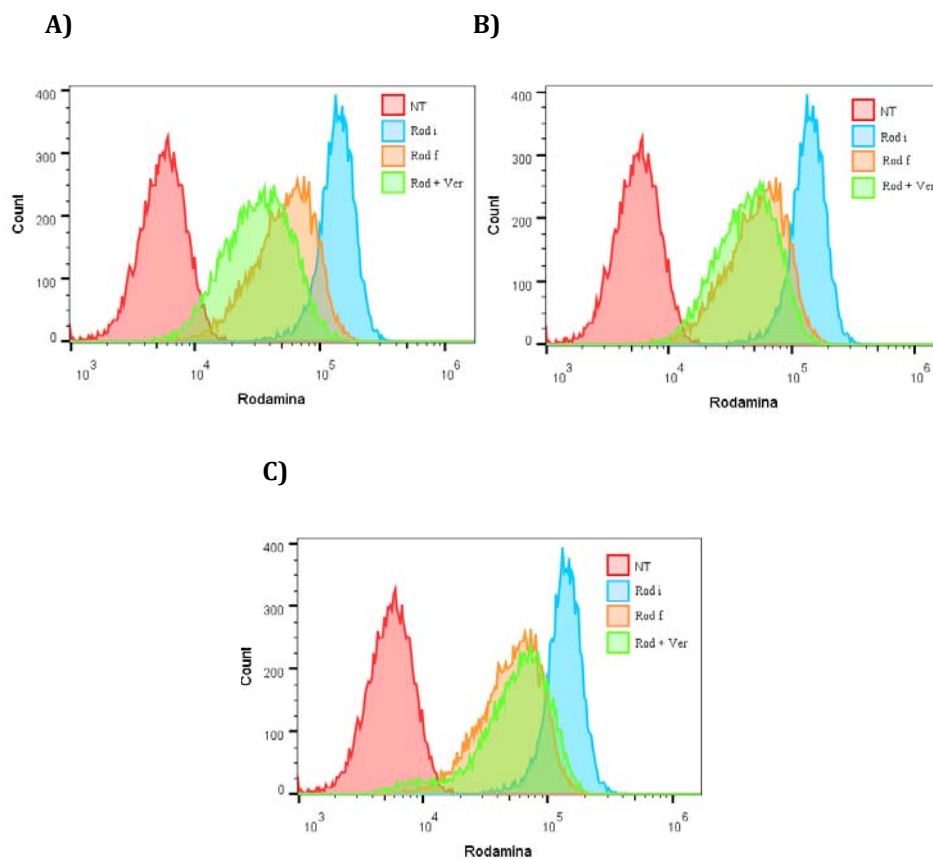 A)
B)
400
300
200
100
0
Count
10^3
10^4
10^5
10^6
Rodamina
NT
Rod i
Rod f
Rod + Ver
400
300
200
100
0
Count
10^3
10^4
10^5
10^6
Rodamina
NT
Rod i
Rod f
Rod + Ver
C)
400
300
200
100
0
Count
10^3
10^4
10^5
10^6
Rodamina
NT
Rod i
Rod f
Rod + Ver